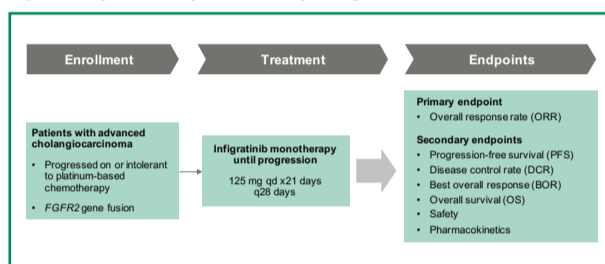 Enrollment
Treatment
Endpoints
Patients with advanced
cholangiocarcinoma
• Progressed on or intolerant
to platinum-based
chemotherapy
• FGFR2 gene fusion
Infigratinib monotherapy
until progression
125 mg qd x21 days
q28 days
Primary endpoint
• Overall response rate (ORR)
Secondary endpoints
• Progression-free survival (PFS)
• Disease control rate (DCR)
• Best overall response (BOR)
• Overall survival (OS)
• Safety
• Pharmacokinetics